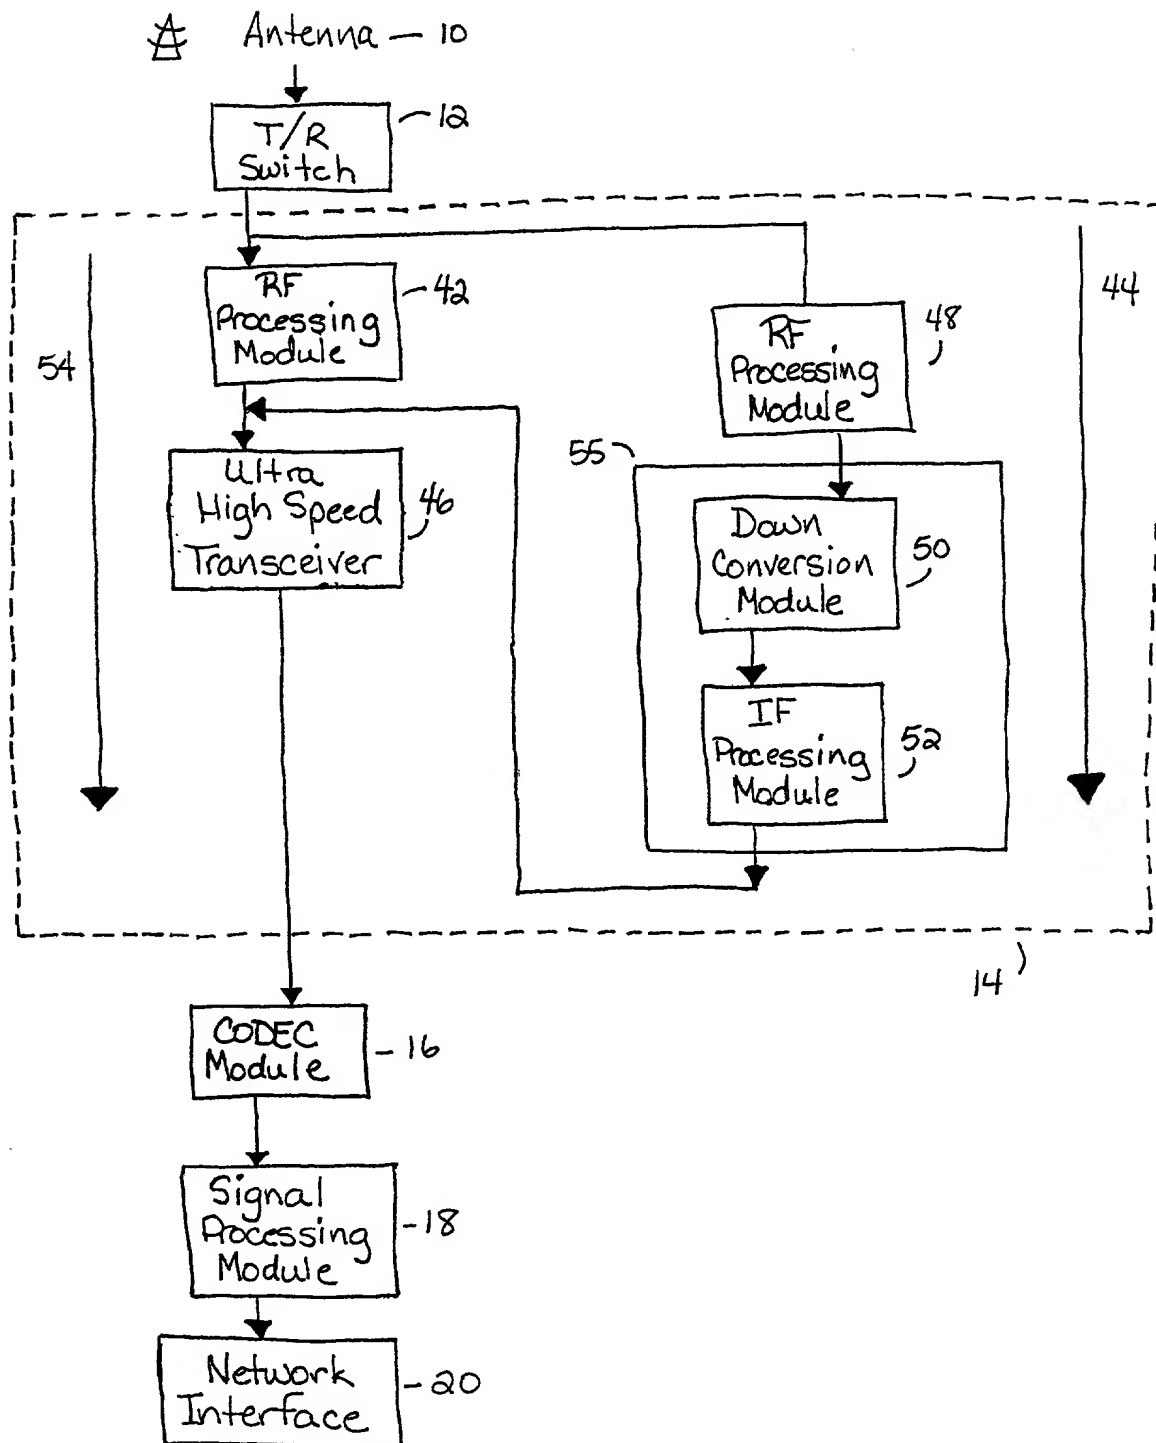 Antenna — 10
T/R
Switch
12
RF
Processing
Module
42
54
44
RF
Processing
Module
48
55
Ultra
High Speed
Transceiver
46
Down
Conversion
Module
50
IF
Processing
Module
52
14
CODEC
Module
- 16
Signal
Processing
Module
- 18
Network
Interface
- 20